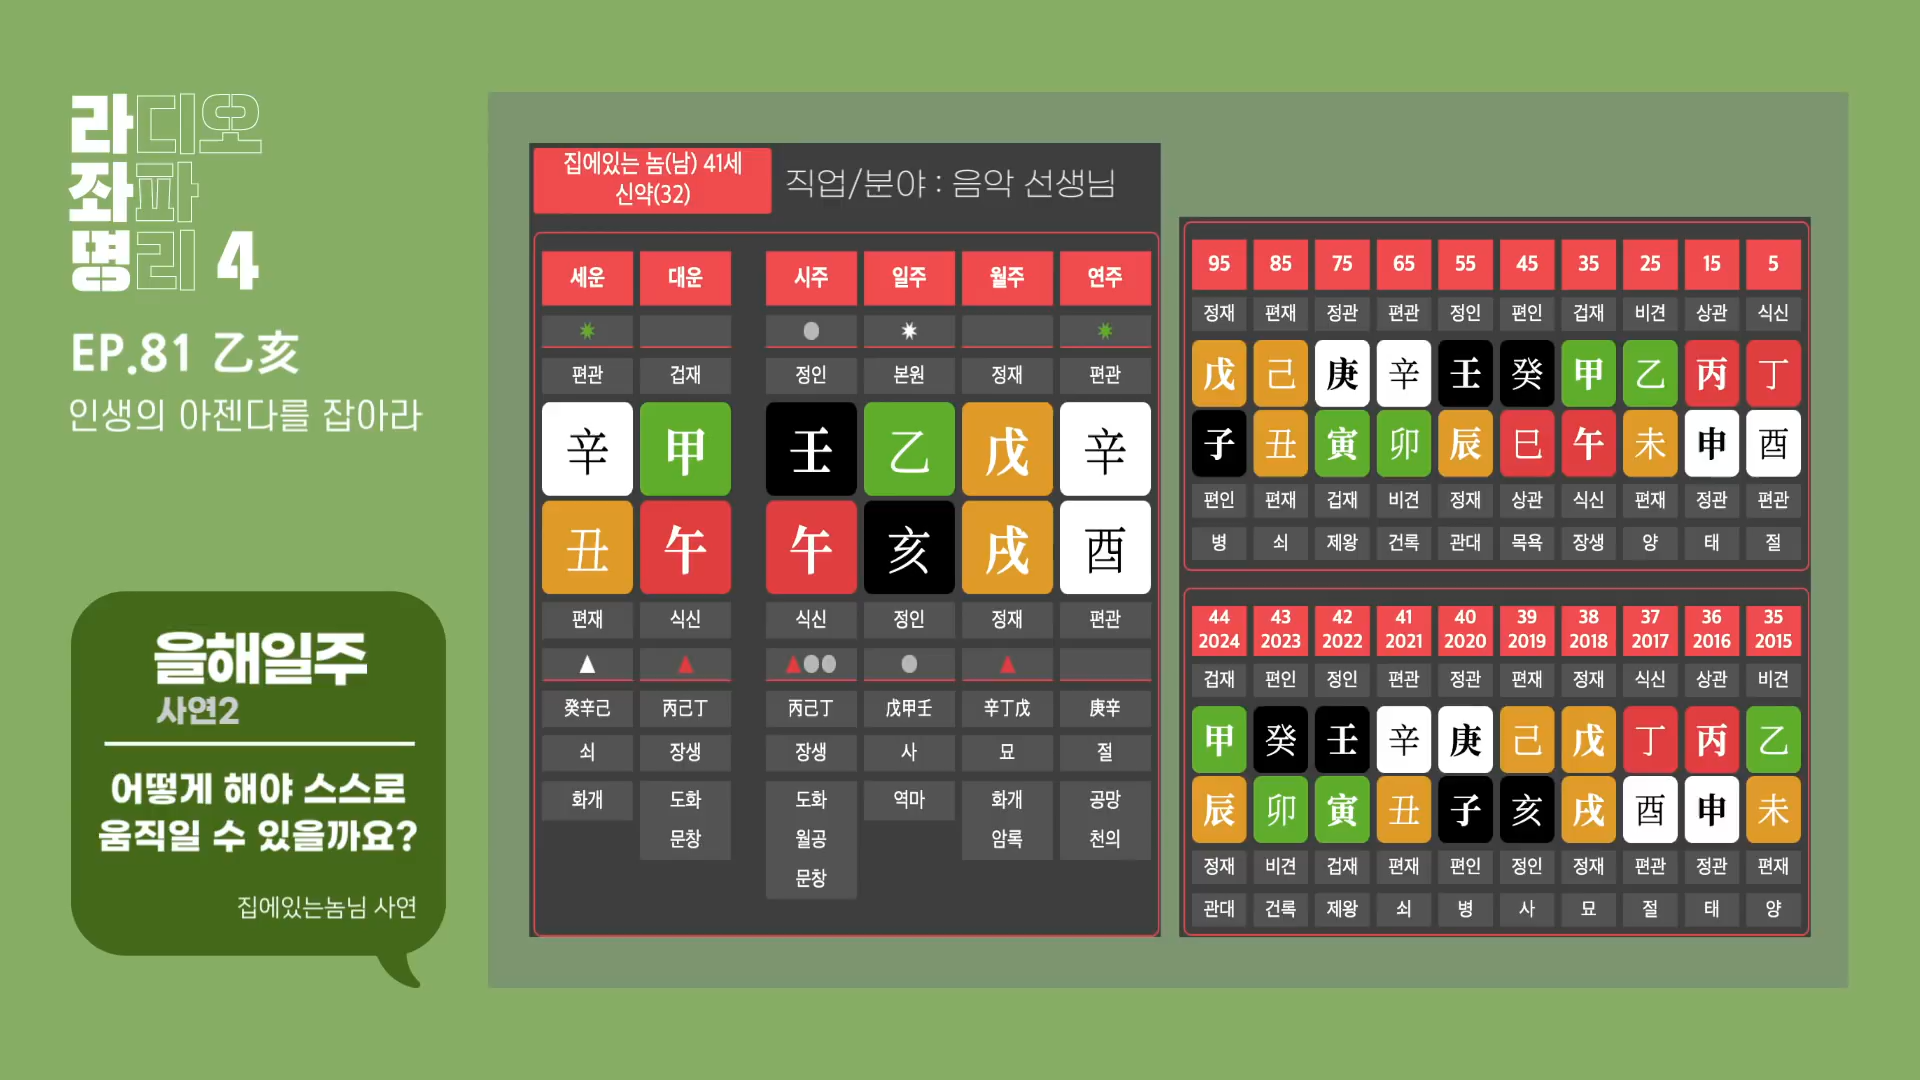 라디오
좌파
명리 4
EP.81 乙亥
인생의 아젠다를 잡아라
을해일주
사연2
어떻게 해야 스스로
움직일 수 있을까요?
집에있는놈님 사연
집에있는 놈(남) 41세
신약(32)
직업/분야 : 음악 선생님
세운 대운 시주 일주 월주 연주
편관 겁재 정인 본원 정재 편관
辛 甲 壬 乙 戊 辛
丑 午 午 亥 戌 酉
편재 식신 식신 정인 정재 편관
癸辛己 丙己丁 丙己丁 戊甲壬 辛丁戊 庚辛
쇠 장생 장생 사 묘 절
화개 도화 도화 역마 화개 공망
문창 월공 암록 천의
문창
95 85 75 65 55 45 35 25 15 5
정재 편재 정관 편관 정인 편인 겁재 비견 상관 식신
戊 己 庚 辛 壬 癸 甲 乙 丙 丁
子 丑 寅 卯 辰 巳 午 未 申 酉
편인 편재 겁재 비견 정재 상관 식신 편재 정관 편관
병 쇠 제왕 건록 관대 목욕 장생 양 태 절
44 43 42 41 40 39 38 37 36 35
2024 2023 2022 2021 2020 2019 2018 2017 2016 2015
겁재 편인 정인 편관 정관 편재 정재 식신 상관 비견
甲 癸 壬 辛 庚 己 戊 丁 丙 乙
辰 卯 寅 丑 子 亥 戌 酉 申 未
정재 비견 겁재 편재 편인 정인 정재 편관 정관 편재
관대 건록 제왕 쇠 병 사 묘 절 태 양